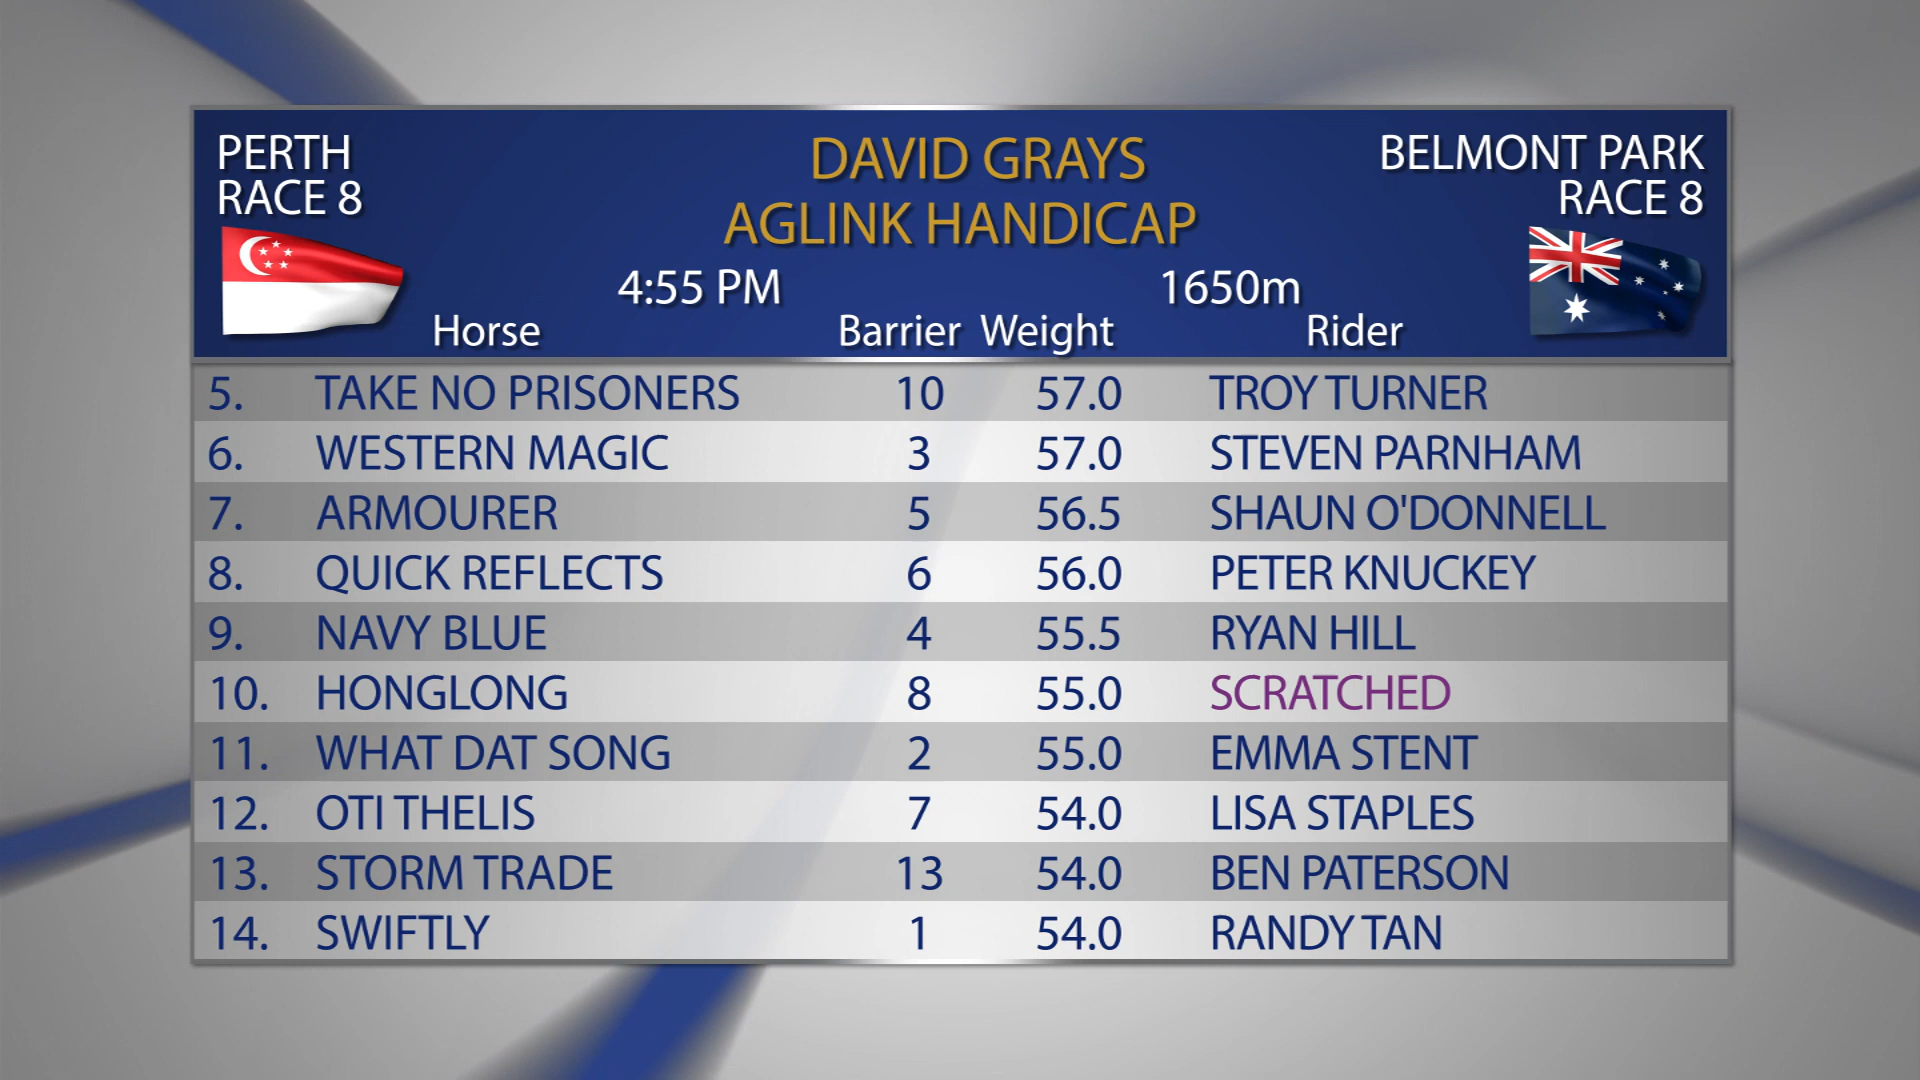 PERTH
RACE 8
DAVID GRAYS
AGLINK HANDICAP
BELMONT PARK
RACE 8
4:55 PM 1650m
Horse Barrier Weight Rider
5. TAKE NO PRISONERS 10 57.0 TROY TURNER
6. WESTERN MAGIC 3 57.0 STEVEN PARNHAM
7. ARMOURER 5 56.5 SHAUN O'DONNELL
8. QUICK REFLECTS 6 56.0 PETER KNUCKEY
9. NAVY BLUE 4 55.5 RYAN HILL
10. HONGLONG 8 55.0 SCRATCHED
11. WHAT DAT SONG 2 55.0 EMMA STENT
12. OTI THELIS 7 54.0 LISA STAPLES
13. STORM TRADE 13 54.0 BEN PATERSON
14. SWIFTLY 1 54.0 RANDY TAN